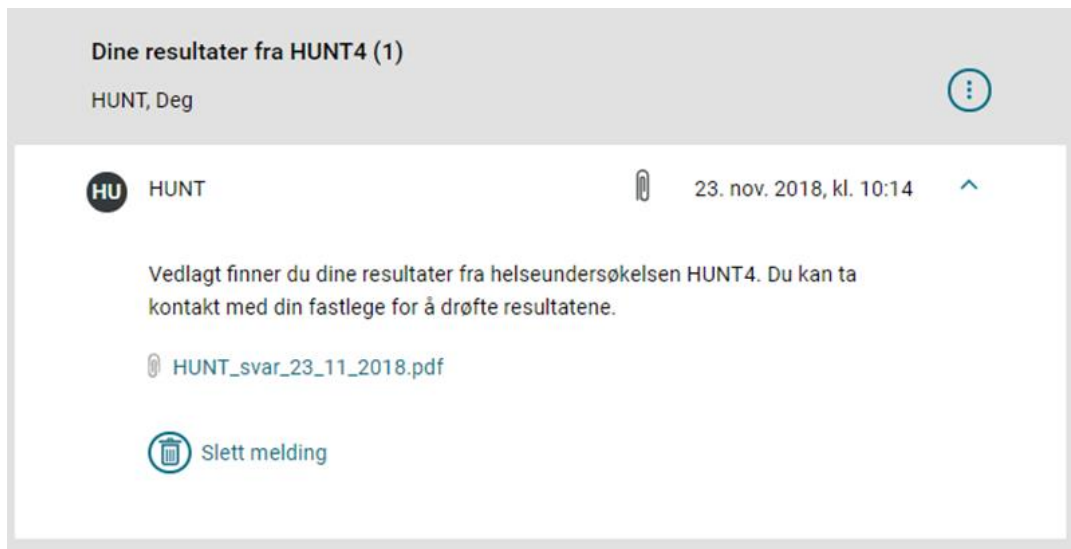 Dine resultater fra HUNT4 (1)
HUNT, Deg
HU HUNT 23. nov. 2018, kl. 10:14
Vedlagt finner du dine resultater fra helseundersøkelsen HUNT4. Du kan ta
kontakt med din fastlege for å drøfte resultatene.
HUNT_svar_23_11_2018.pdf
Slett melding